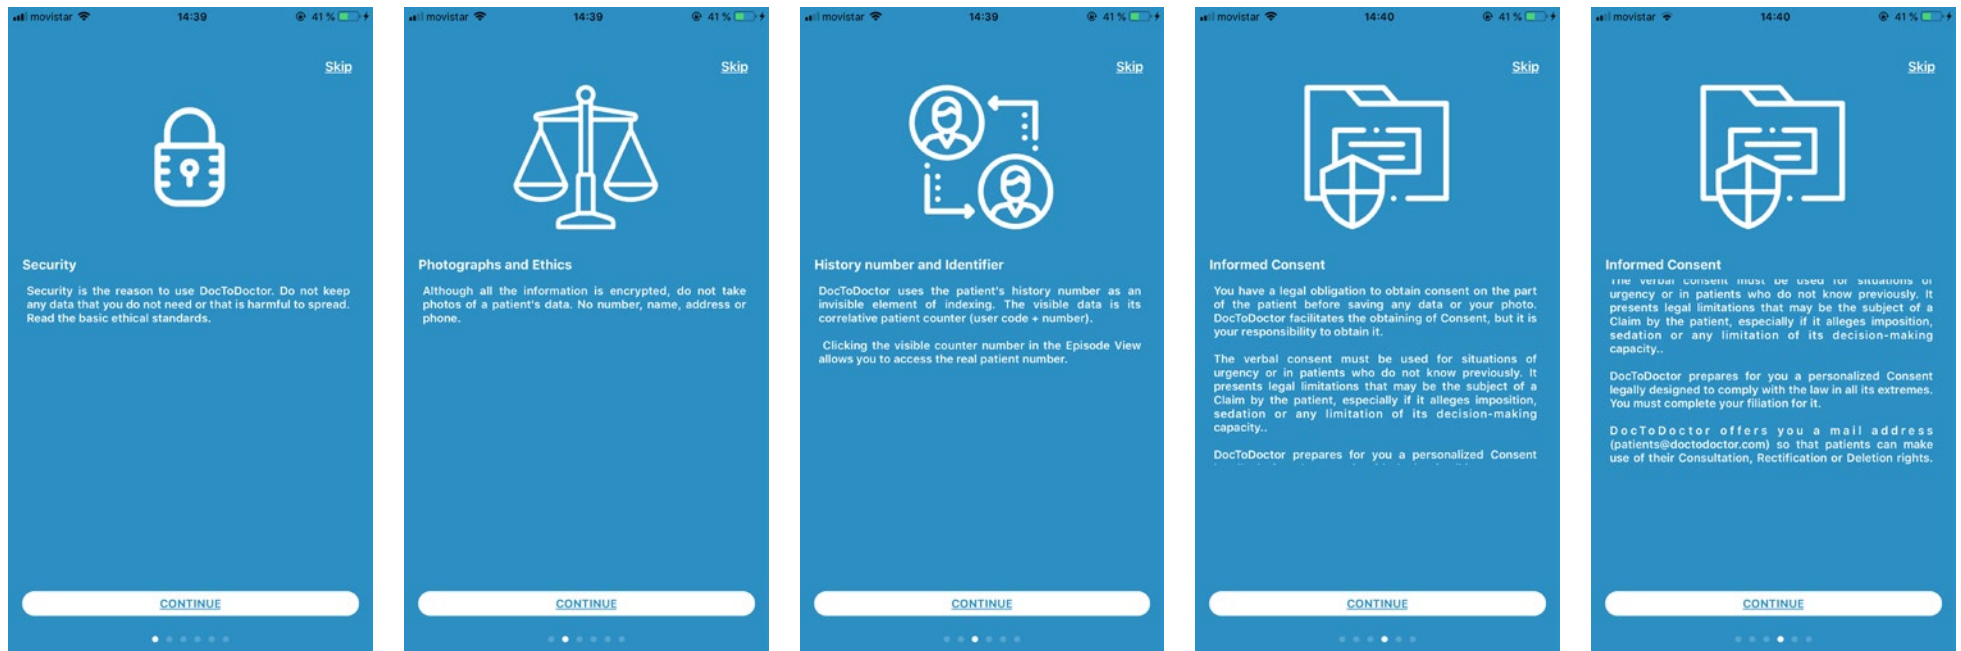 movistar 14:39 41 %
Skip
Security
Security is the reason to use DocToDoctor. Do not keep
any data that you do not need or that is harmful to spread.
Read the basic ethical standards.
CONTINUE
movistar 14:39 41 %
Skip
Photographs and Ethics
Although all the information is encrypted, do not take
photos of a patient's data. No number, name, address or
phone.
CONTINUE
movistar 14:39 41 %
Skip
History number and Identifier
DocToDoctor uses the patient's history number as an
invisible element of indexing. The visible data is its
correlative patient counter (user code + number).
Clicking the visible counter number in the Episode View
allows you to access the real patient number.
CONTINUE
movistar 14:40 41 %
Skip
Informed Consent
You have a legal obligation to obtain consent on the part
of the patient before saving any data or your photo.
DocToDoctor facilitates the obtaining of Consent, but it is
your responsibility to obtain it.
The verbal consent must be used for situations of
urgency or in patients who do not know previously. It
presents legal limitations that may be the subject of a
Claim by the patient, especially if it alleges imposition,
sedation or any limitation of its decision-making
capacity..
DocToDoctor prepares for you a personalized Consent
CONTINUE
movistar 14:40 41 %
Skip
Informed Consent
The verbal consent must be used for situations of
urgency or in patients who do not know previously. It
presents legal limitations that may be the subject of a
Claim by the patient, especially if it alleges imposition,
sedation or any limitation of its decision-making
capacity..
DocToDoctor prepares for you a personalized Consent
legally designed to comply with the law in all its extremes.
You must complete your filiation for it.
DocToDoctor offers you a mail address
(patients@doctodoctor.com) so that patients can make
use of their Consultation, Rectification or Deletion rights.
CONTINUE